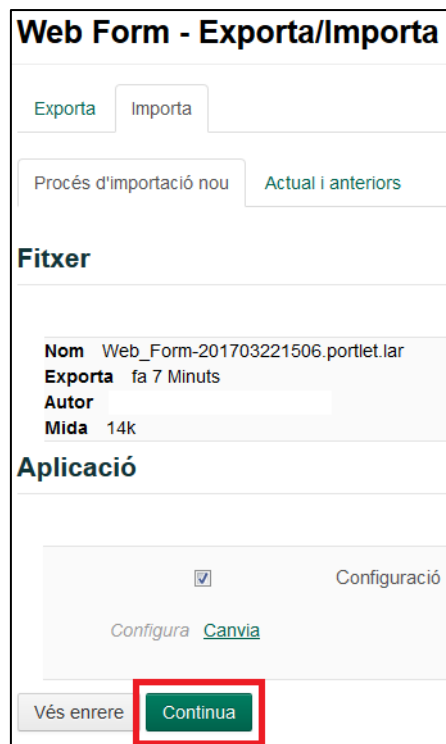 Web Form - Exporta/Importa
Exporta Importa
Procés d'importació nou Actual i anteriors
Fitxer
Nom Web_Form-201703221506.portlet.lar
Exporta fa 7 Minuts
Autor
Mida 14k
Aplicació
Configuració
Configura Canvia
Vés enrere Continua